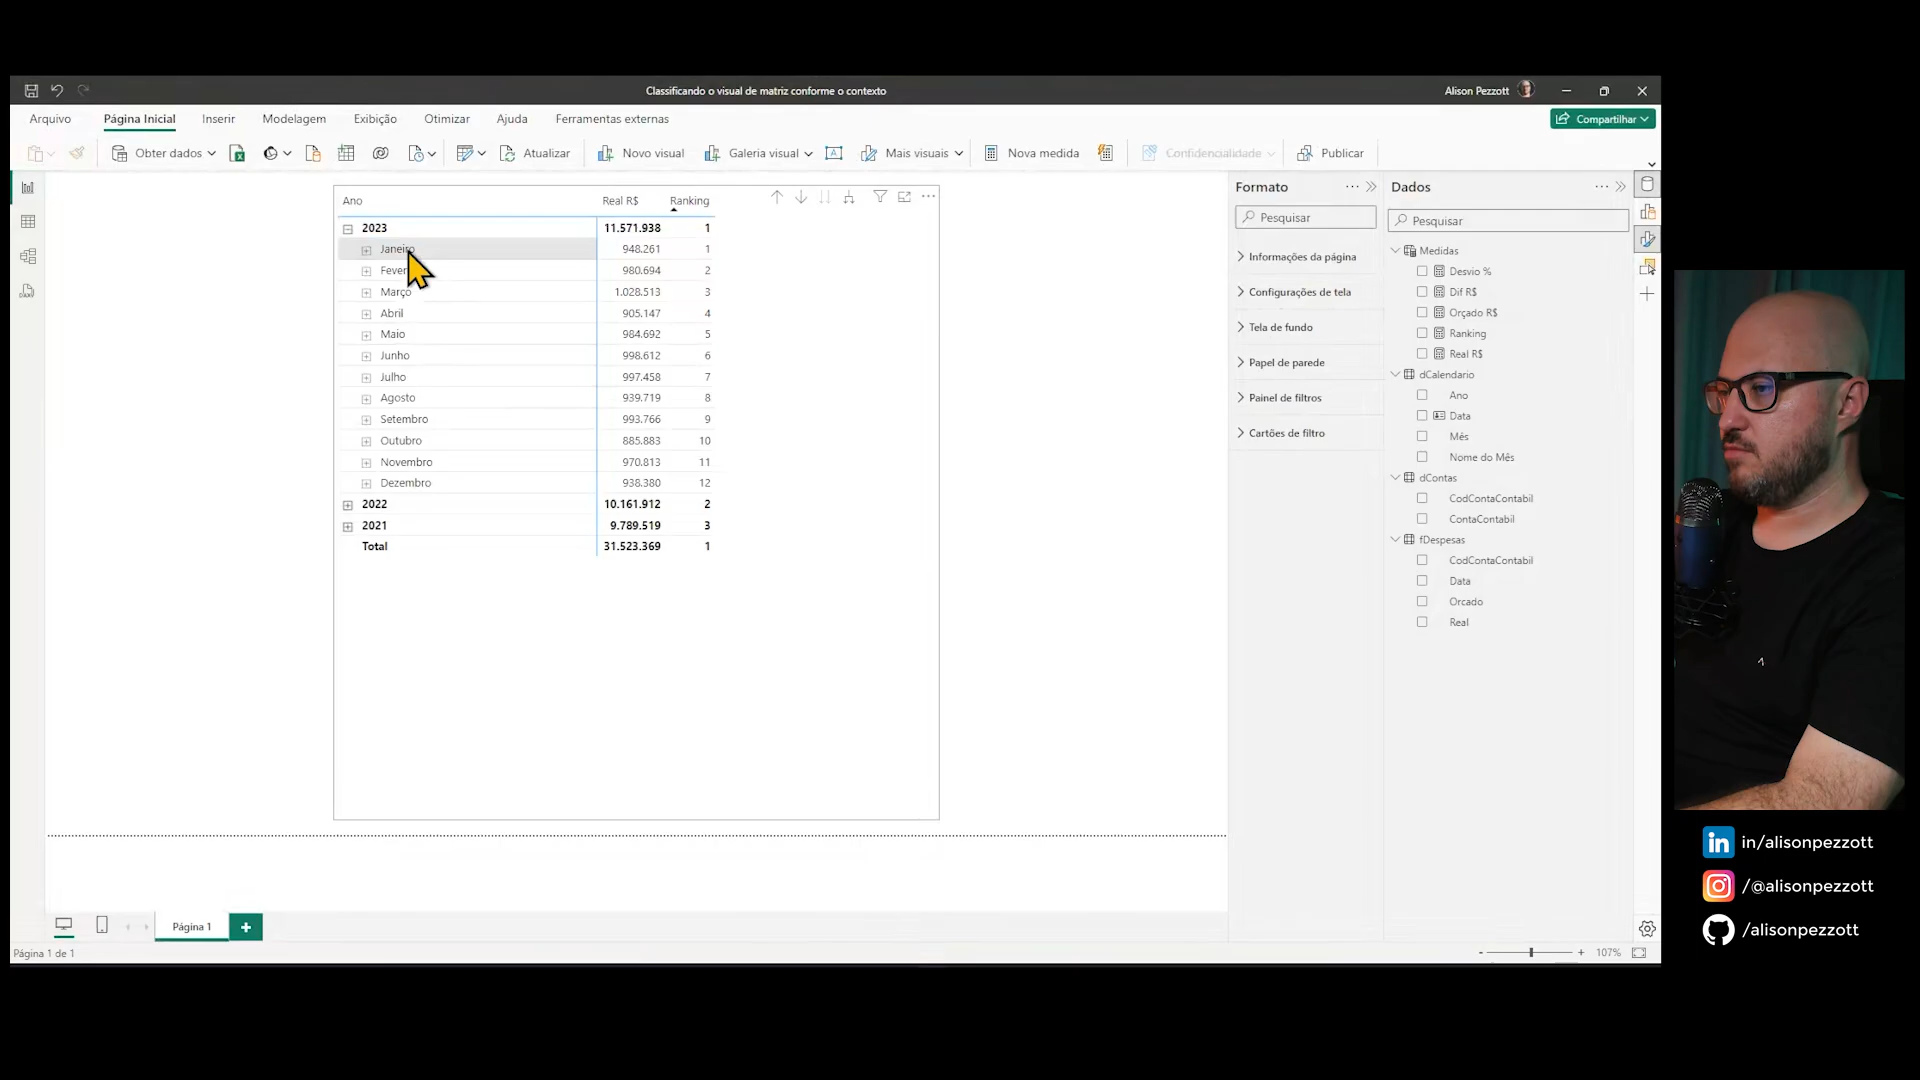 Classificando o visual de matriz conforme o contexto
Alison Pezzott
Arquivo
Página Inicial
Inserir
Modelagem
Exibição
Otimizar
Ajuda
Ferramentas externas
Compartilhar
Obter dados
Atualizar
Novo visual
Galeria visual
Mais visuais
Nova medida
Confidencialidade
Publicar
Ano Real R$ Ranking
2023 11.571.938 1
Janeiro 948.261 1
Fever 980.694 2
Março 1.028.513 3
Abril 905.147 4
Maio 984.692 5
Junho 998.612 6
Julho 997.458 7
Agosto 939.719 8
Setembro 993.766 9
Outubro 885.883 10
Novembro 970.813 11
Dezembro 938.380 12
2022 10.161.912 2
2021 9.789.519 3
Total 31.523.369 1
Formato
Pesquisar
Informações da página
Configurações de tela
Tela de fundo
Papel de parede
Painel de filtros
Cartões de filtro
Dados
Pesquisar
Medidas
Desvio %
Dif R$
Orçado R$
Ranking
Real R$
dCalendario
Ano
Data
Mês
Nome do Mês
dContas
CodContaContabil
ContaContabil
fDespesas
CodContaContabil
Data
Orcado
Real
Página 1
Página 1 de 1
107%
in/alisonpezzott
/@alisonpezzott
/alisonpezzott